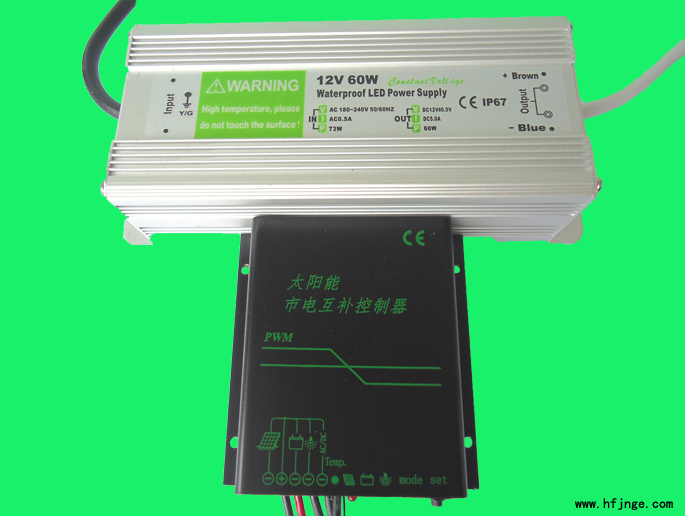 WARNING
High temperature, please
do not touch the surface !
Input
Y/G
12V 60W Constant Voltage
Waterproof LED Power Supply
IN
V AC 180~240V 50/60HZ
I AC0.5A
P 73W
OUT
V DC12V±0.5V
I DC5.0A
P 60W
CE IP67
+ Brown
Output
- Blue
CE
太阳能
市电互补控制器
PWM
AC/DC
Temp.
mode set
www.hfjnge.com